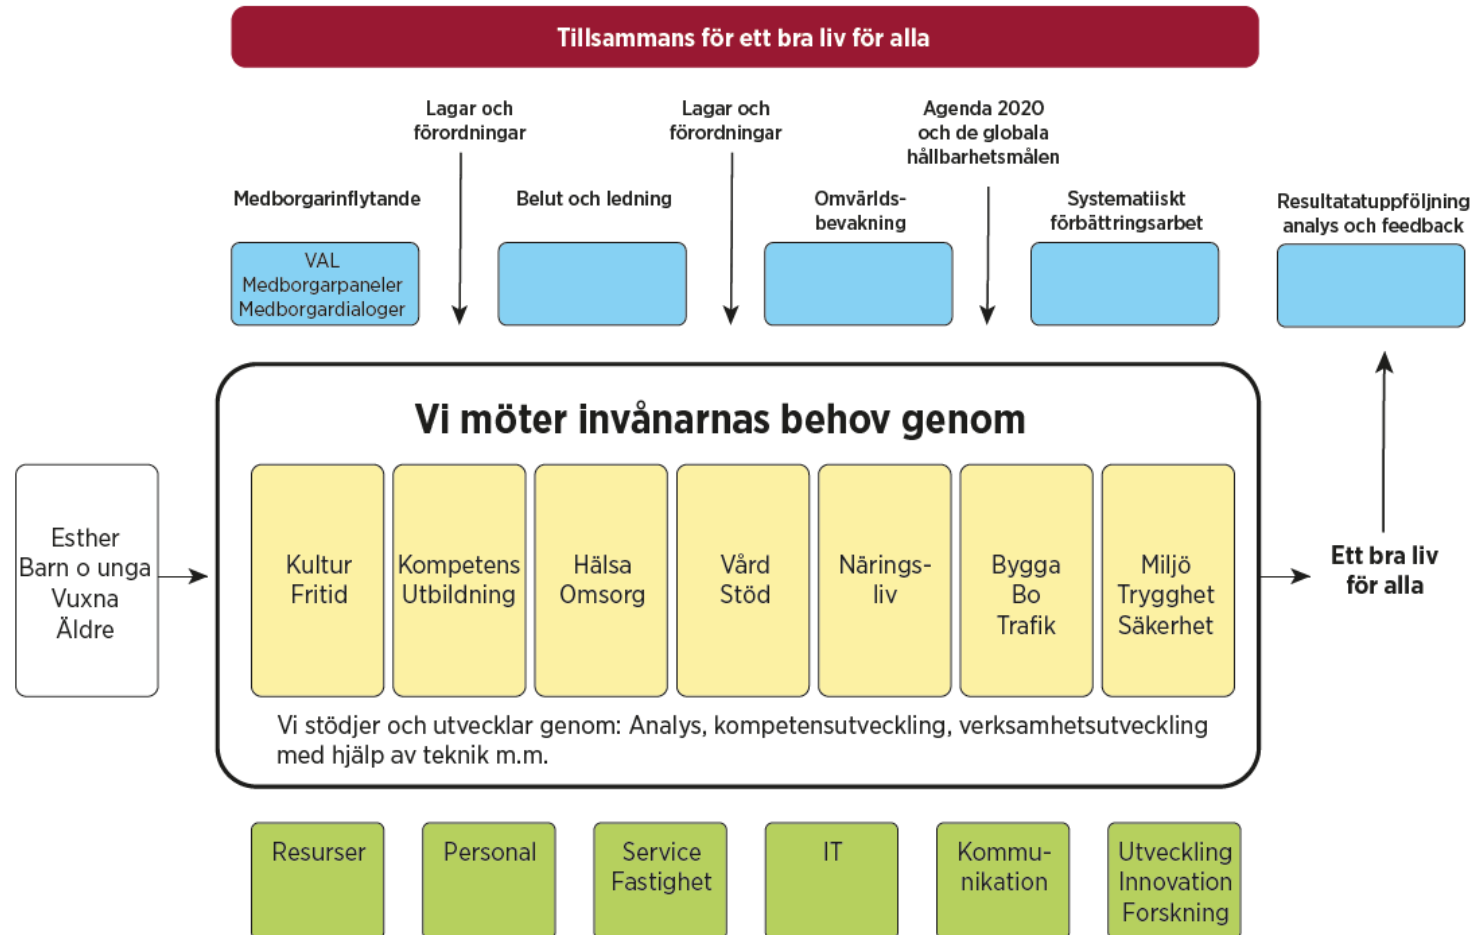 Tillsammans för ett bra liv för alla
Lagar och
förordningar
Lagar och
förordningar
Agenda 2020
och de globala
hållbarhetsmålen
Medborgarinflytande
Belut och ledning
Omvärlds-
bevakning
Systematiiskt
förbättringsarbet
Resultatatuppföljning
analys och feedback
VAL
Medborgarpaneler
Medborgardialoger
Vi möter invånarnas behov genom
Esther
Barn o unga
Vuxna
Äldre
Kultur
Fritid
Kompetens
Utbildning
Hälsa
Omsorg
Vård
Stöd
Närings-
liv
Bygga
Bo
Trafik
Miljö
Trygghet
Säkerhet
Ett bra liv
för alla
Vi stödjer och utvecklar genom: Analys, kompetensutveckling, verksamhetsutveckling
med hjälp av teknik m.m.
Resurser
Personal
Service
Fastighet
IT
Kommu-
nikation
Utveckling
Innovation
Forskning